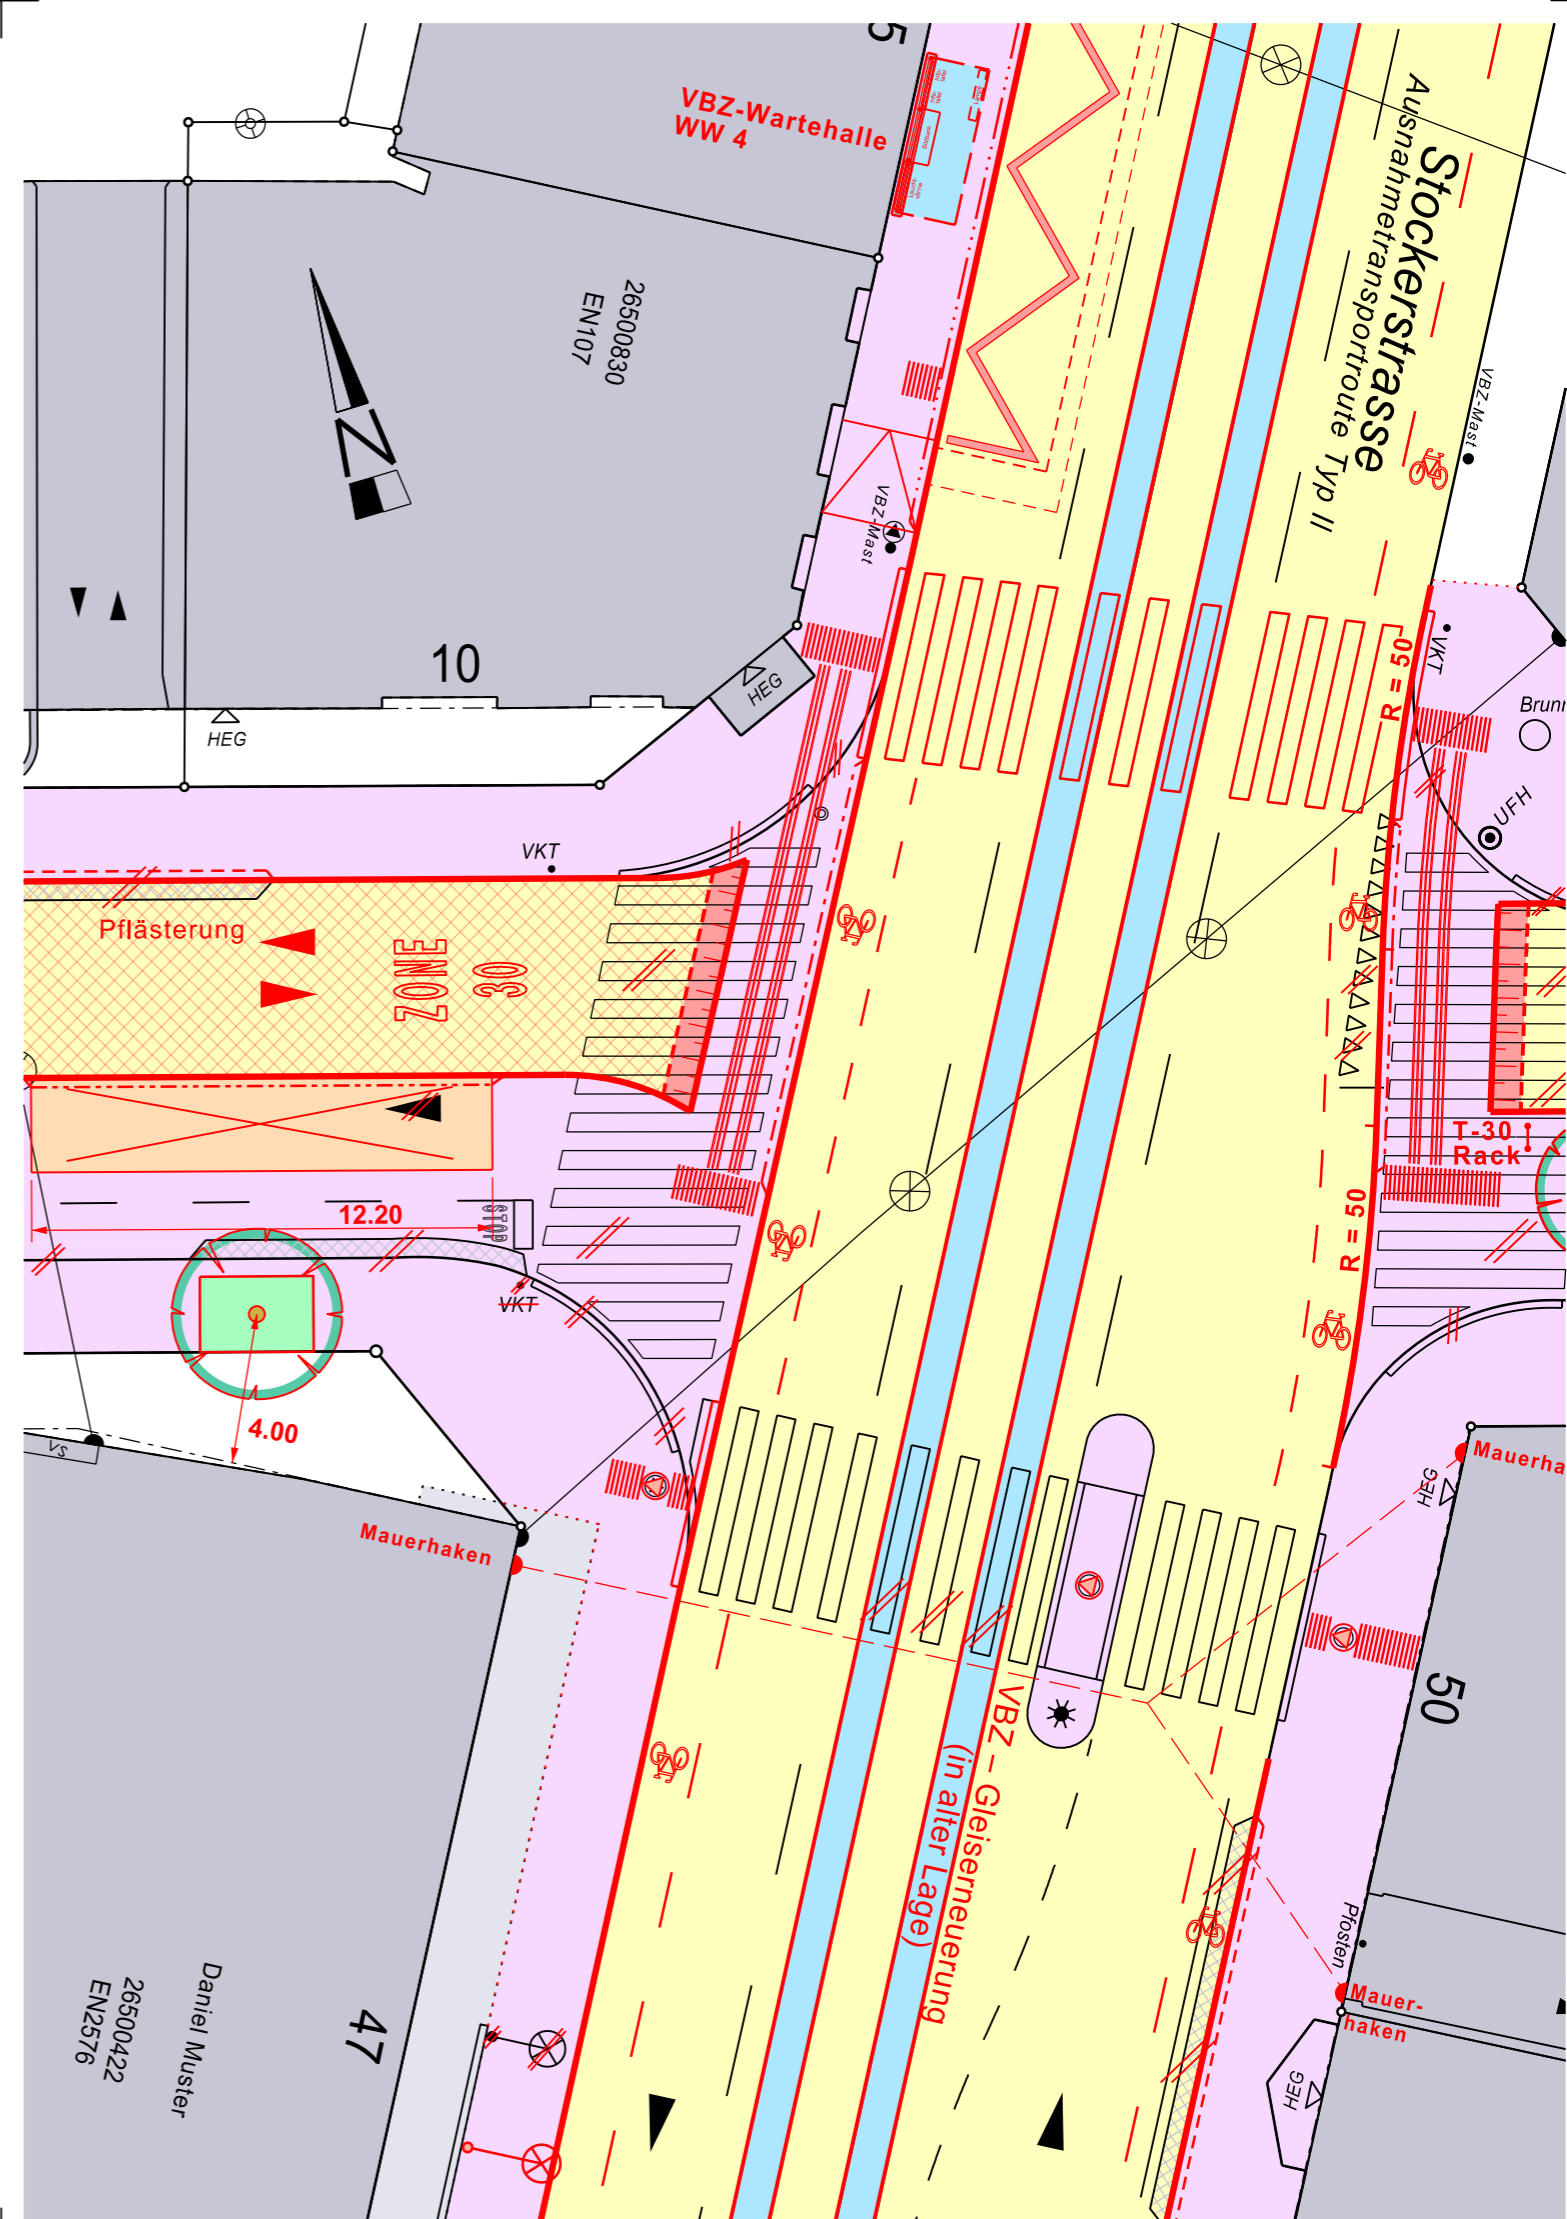 5
VBZ-Wartehalle
WW 4
Stockerstrasse
Ausnahmetransportroute Typ II
26500830
EN107
N
VBZ-Mast
VBZ-Mast
10
HEG
HEG
R = 50
VKT
Brunn
UFH
VKT
Pflästerung
ZONE
30
T-30
Rack
12.20
STOP
R = 50
VKT
4.00
VS
Mauerhaken
Mauerha
HEG
50
VBZ - Gleiserneuerung
(in alter Lage)
Pfosten
Mauer-
haken
HEG
47
Daniel Muster
26500422
EN2576